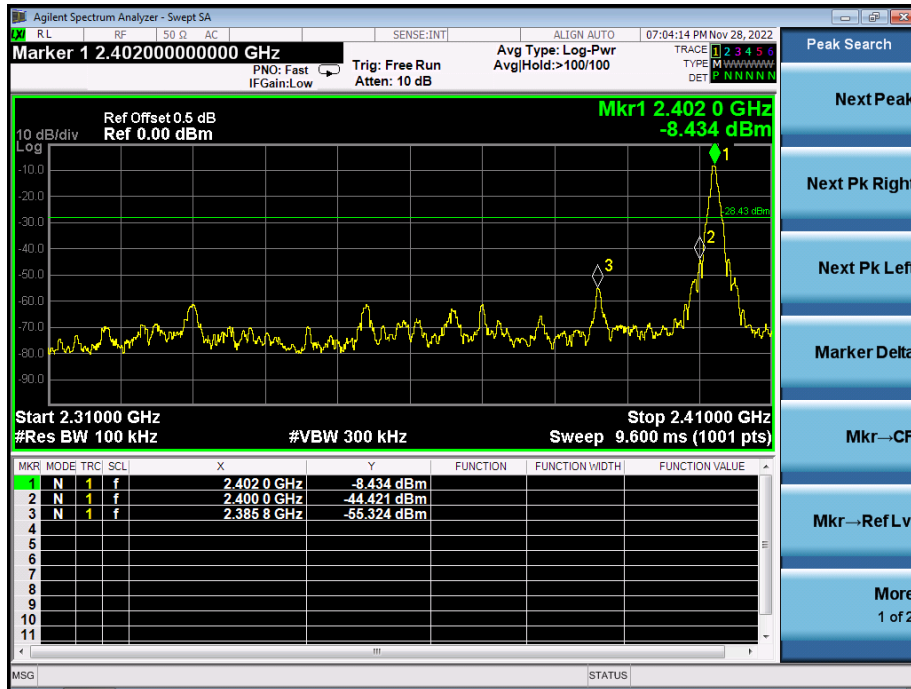 Agilent Spectrum Analyzer - Swept SA
LXI RL RF 50 Ω AC SENSE:INT ALIGN AUTO 07:04:14 PM Nov 28, 2022
Marker 1 2.402000000000 GHz
PNO: Fast
IFGain:Low
Trig: Free Run
Atten: 10 dB
Avg Type: Log-Pwr
Avg|Hold:>100/100
TRACE 1 2 3 4 5 6
TYPE M WWWWW
DET P N N N N N
Peak Search
Next Peak
Next Pk Right
Next Pk Left
Marker Delta
Mkr→CF
Mkr→Ref Lv
More
1 of 2
Ref Offset 0.5 dB
10 dB/div Ref 0.00 dBm
Log
Mkr1 2.402 0 GHz
-8.434 dBm
-10.0
-20.0
-30.0
-40.0
-50.0
-60.0
-70.0
-80.0
-90.0
1
-28.43 dBm
2
3
Start 2.31000 GHz Stop 2.41000 GHz
#Res BW 100 kHz #VBW 300 kHz Sweep 9.600 ms (1001 pts)
MKR MODE TRC SCL X Y FUNCTION FUNCTION WIDTH FUNCTION VALUE
1 N 1 f 2.402 0 GHz -8.434 dBm
2 N 1 f 2.400 0 GHz -44.421 dBm
3 N 1 f 2.385 8 GHz -55.324 dBm
4
5
6
7
8
9
10
11
MSG STATUS